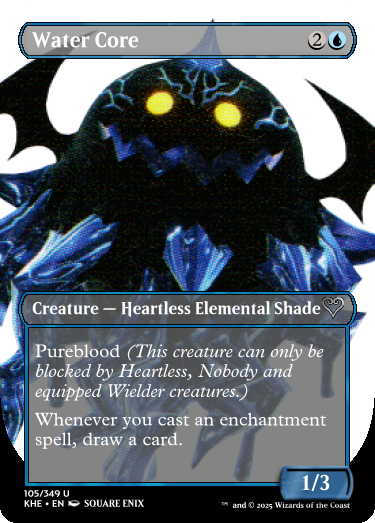 Water Core 2
Creature — Heartless Elemental Shade
Pureblood (This creature can only be
blocked by Heartless, Nobody and
equipped Wielder creatures.)
Whenever you cast an enchantment
spell, draw a card.
1/3
105/349 U
KHE • EN SQUARE ENIX
™ and © 2025 Wizards of the Coast